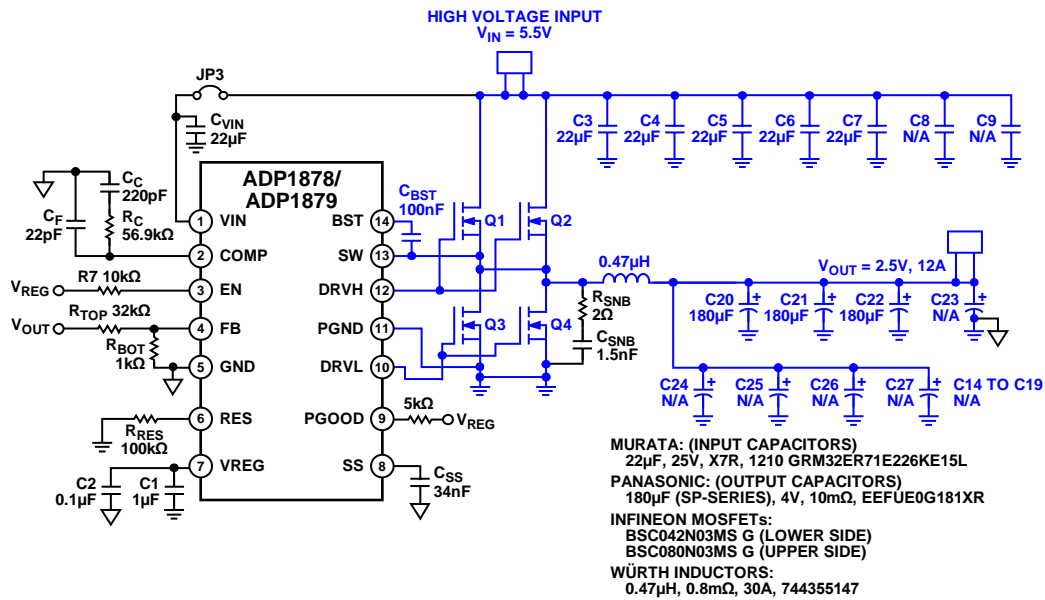 HIGH VOLTAGE INPUT
VIN = 5.5V
JP3
CVIN
22µF
C3
22µF
C4
22µF
C5
22µF
C6
22µF
C7
22µF
C8
N/A
C9
N/A
ADP1878/
ADP1879
CC
220pF
CF
22pF
RC
56.9kΩ
1 VIN
2 COMP
3 EN
4 FB
5 GND
6 RES
7 VREG
BST 14
SW 13
DRVH 12
PGND 11
DRVL 10
PGOOD 9
SS 8
CBST
100nF
Q1
Q2
Q3
Q4
VREG
R7 10kΩ
VOUT
RTOP 32kΩ
RBOT
1kΩ
RRES
100kΩ
C2
0.1µF
C1
1µF
5kΩ
VREG
CSS
34nF
0.47µH
RSNB
2Ω
CSNB
1.5nF
VOUT = 2.5V, 12A
C20
180µF
+
C21
180µF
+
C22
180µF
+
C23
N/A
+
C24
N/A
+
C25
N/A
+
C26
N/A
+
C27
N/A
+
C14 TO C19
N/A
MURATA: (INPUT CAPACITORS)
22µF, 25V, X7R, 1210 GRM32ER71E226KE15L
PANASONIC: (OUTPUT CAPACITORS)
180µF (SP-SERIES), 4V, 10mΩ, EEFUE0G181XR
INFINEON MOSFETs:
BSC042N03MS G (LOWER SIDE)
BSC080N03MS G (UPPER SIDE)
WÜRTH INDUCTORS:
0.47µH, 0.8mΩ, 30A, 744355147